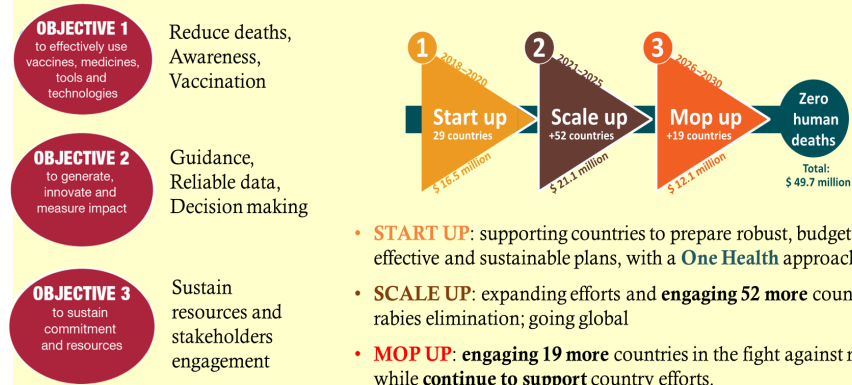 OBJECTIVE 1
to effectively use
vaccines, medicines,
tools and
technologies
Reduce deaths,
Awareness,
Vaccination
OBJECTIVE 2
to generate,
innovate and
measure impact
Guidance,
Reliable data,
Decision making
OBJECTIVE 3
to sustain
commitment
and resources
Sustain
resources and
stakeholders
engagement
1
2018–2020
Start up
29 countries
$ 16.5 million
2
2021–2025
Scale up
+52 countries
$ 21.1 million
3
2026–2030
Mop up
+19 countries
$ 12.1 million
Zero
human
deaths
Total:
$ 49.7 million
• START UP: supporting countries to prepare robust, budget
effective and sustainable plans, with a One Health approach
• SCALE UP: expanding efforts and engaging 52 more coun
rabies elimination; going global
• MOP UP: engaging 19 more countries in the fight against
while continue to support country efforts.